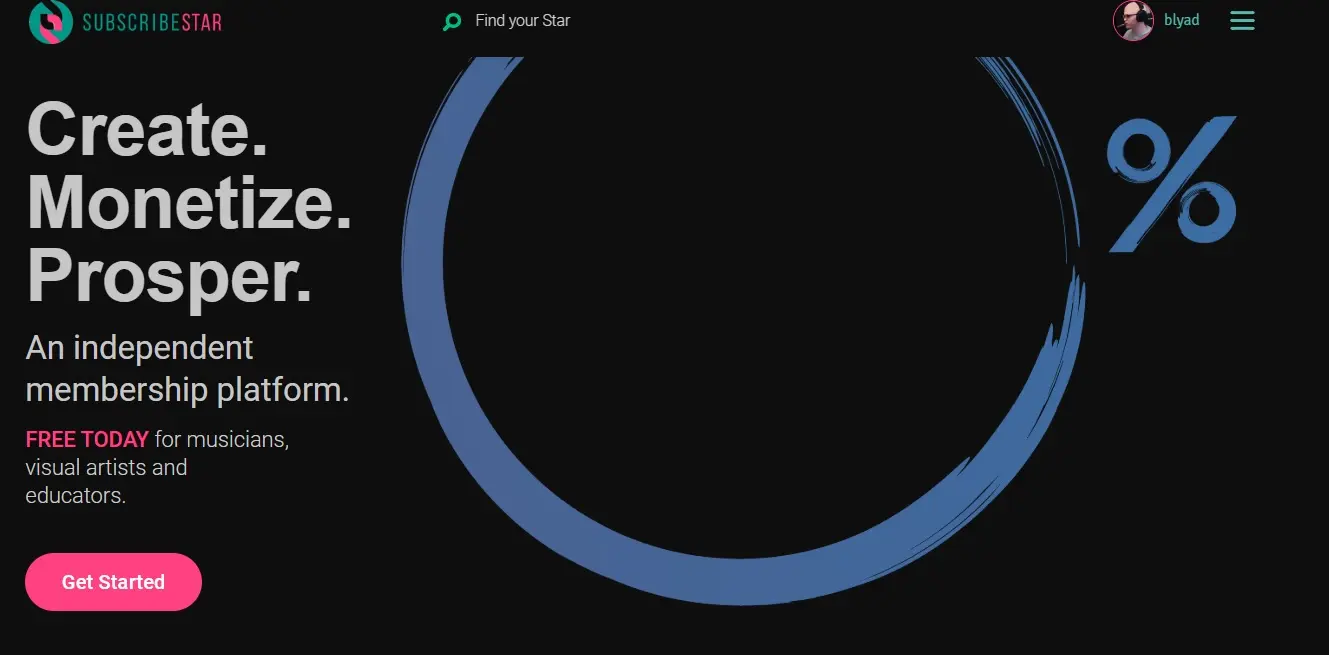 SUBSCRIBESTAR
Find your Star
blyad
Create.
Monetize.
Prosper.
An independent
membership platform.
FREE TODAY for musicians,
visual artists and
educators.
Get Started
0%